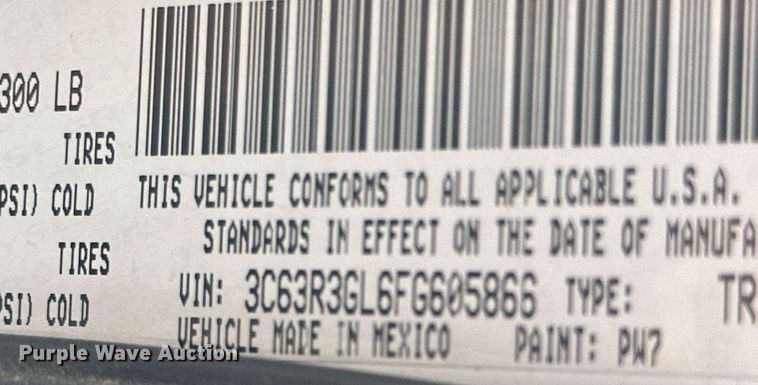 300 LB
TIRES
PSI) COLD
TIRES
PSI) COLD
THIS VEHICLE CONFORMS TO ALL APPLICABLE U.S.A.
STANDARDS IN EFFECT ON THE DATE OF MANUFA
VIN: 3C63R3GL6FG605866 TYPE: TR
VEHICLE MADE IN MEXICO PAINT: PW7
Purple Wave Auction